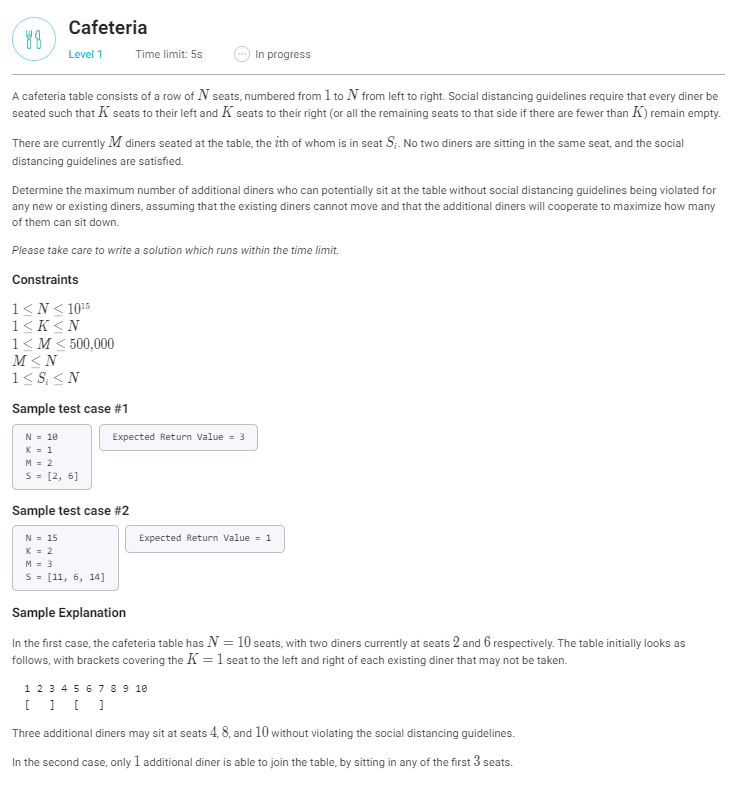 Cafeteria
Level 1 Time limit: 5s In progress
A cafeteria table consists of a row of N seats, numbered from 1 to N from left to right. Social distancing guidelines require that every diner be
seated such that K seats to their left and K seats to their right (or all the remaining seats to that side if there are fewer than K) remain empty.
There are currently M diners seated at the table, the ith of whom is in seat Sᵢ. No two diners are sitting in the same seat, and the social
distancing guidelines are satisfied.
Determine the maximum number of additional diners who can potentially sit at the table without social distancing guidelines being violated for
any new or existing diners, assuming that the existing diners cannot move and that the additional diners will cooperate to maximize how many
of them can sit down.
Please take care to write a solution which runs within the time limit.
Constraints
1 ≤ N ≤ 10¹⁵
1 ≤ K ≤ N
1 ≤ M ≤ 500,000
M ≤ N
1 ≤ Sᵢ ≤ N
Sample test case #1
N = 10 Expected Return Value = 3
K = 1
M = 2
S = [2, 6]
Sample test case #2
N = 15 Expected Return Value = 1
K = 2
M = 3
S = [11, 6, 14]
Sample Explanation
In the first case, the cafeteria table has N = 10 seats, with two diners currently at seats 2 and 6 respectively. The table initially looks as
follows, with brackets covering the K = 1 seat to the left and right of each existing diner that may not be taken.
1 2 3 4 5 6 7 8 9 10
[   ]   [   ]
Three additional diners may sit at seats 4, 8, and 10 without violating the social distancing guidelines.
In the second case, only 1 additional diner is able to join the table, by sitting in any of the first 3 seats.